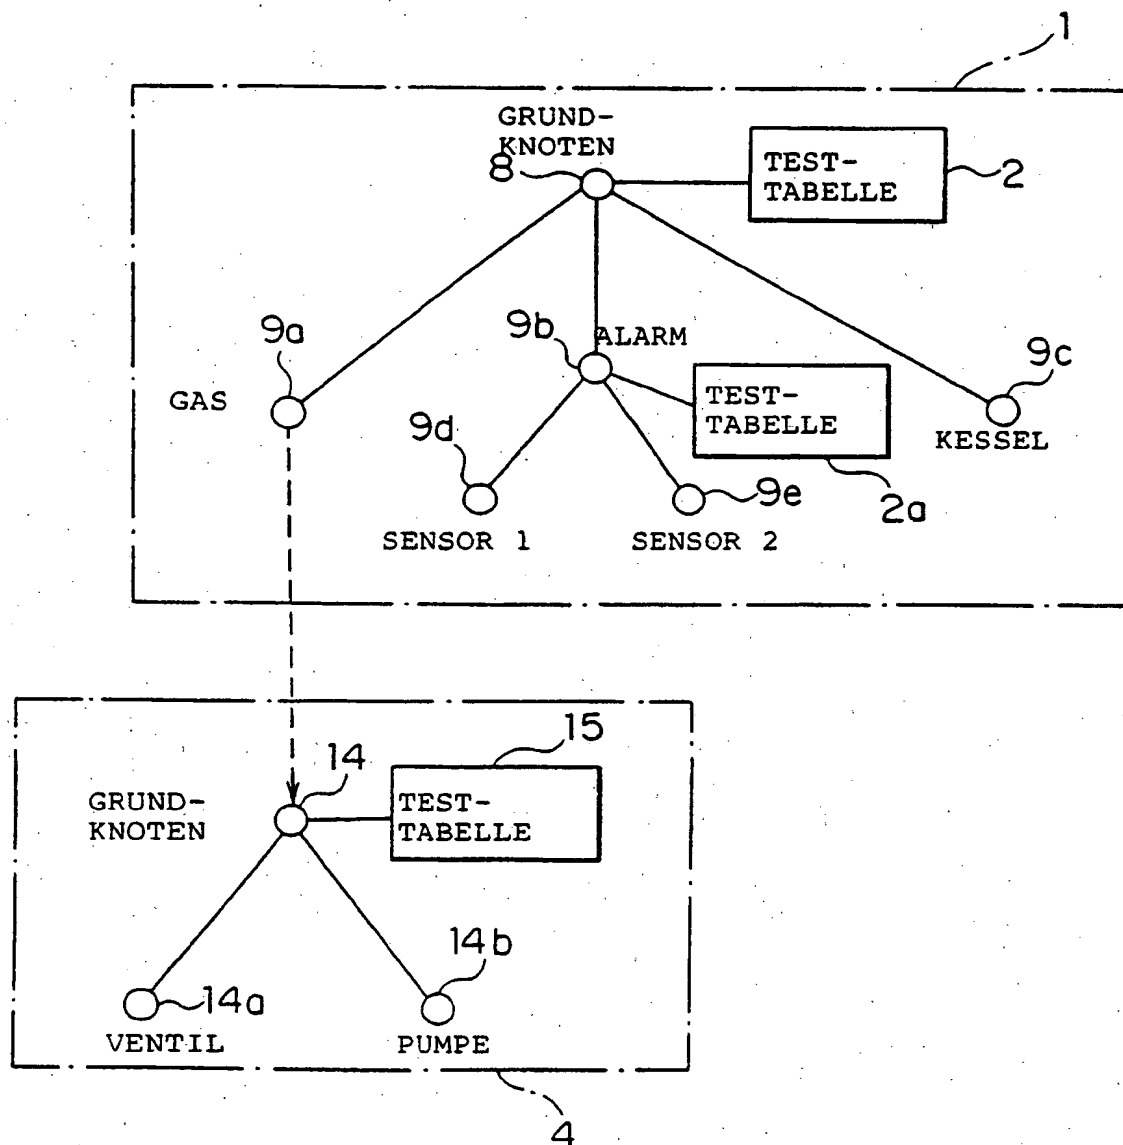 1
GRUND-
KNOTEN
8
TEST-
TABELLE
2
9a
9b
ALARM
9c
GAS
TEST-
TABELLE
KESSEL
9d
9e
2a
SENSOR 1
SENSOR 2
15
14
GRUND-
KNOTEN
TEST-
TABELLE
14b
14a
VENTIL
PUMPE
4